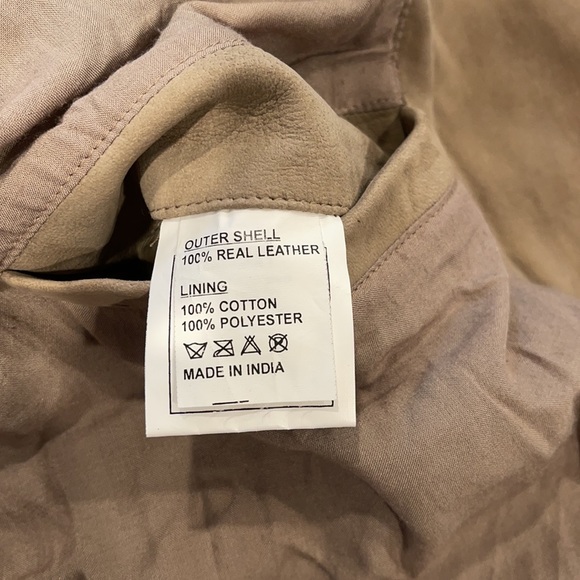 OUTER SHELL
100% REAL LEATHER
LINING
100% COTTON
100% POLYESTER
MADE IN INDIA